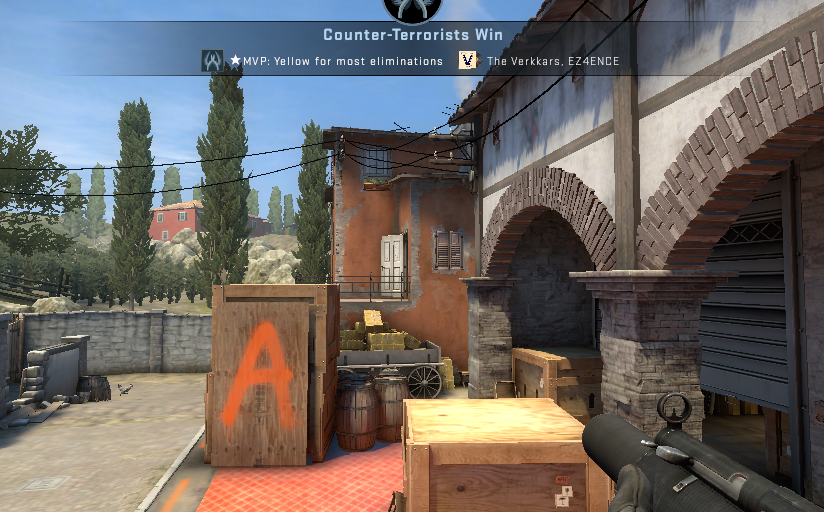 Counter-Terrorists Win
★MVP: Yellow for most eliminations
V The Verkkars, EZ4ENCE
A